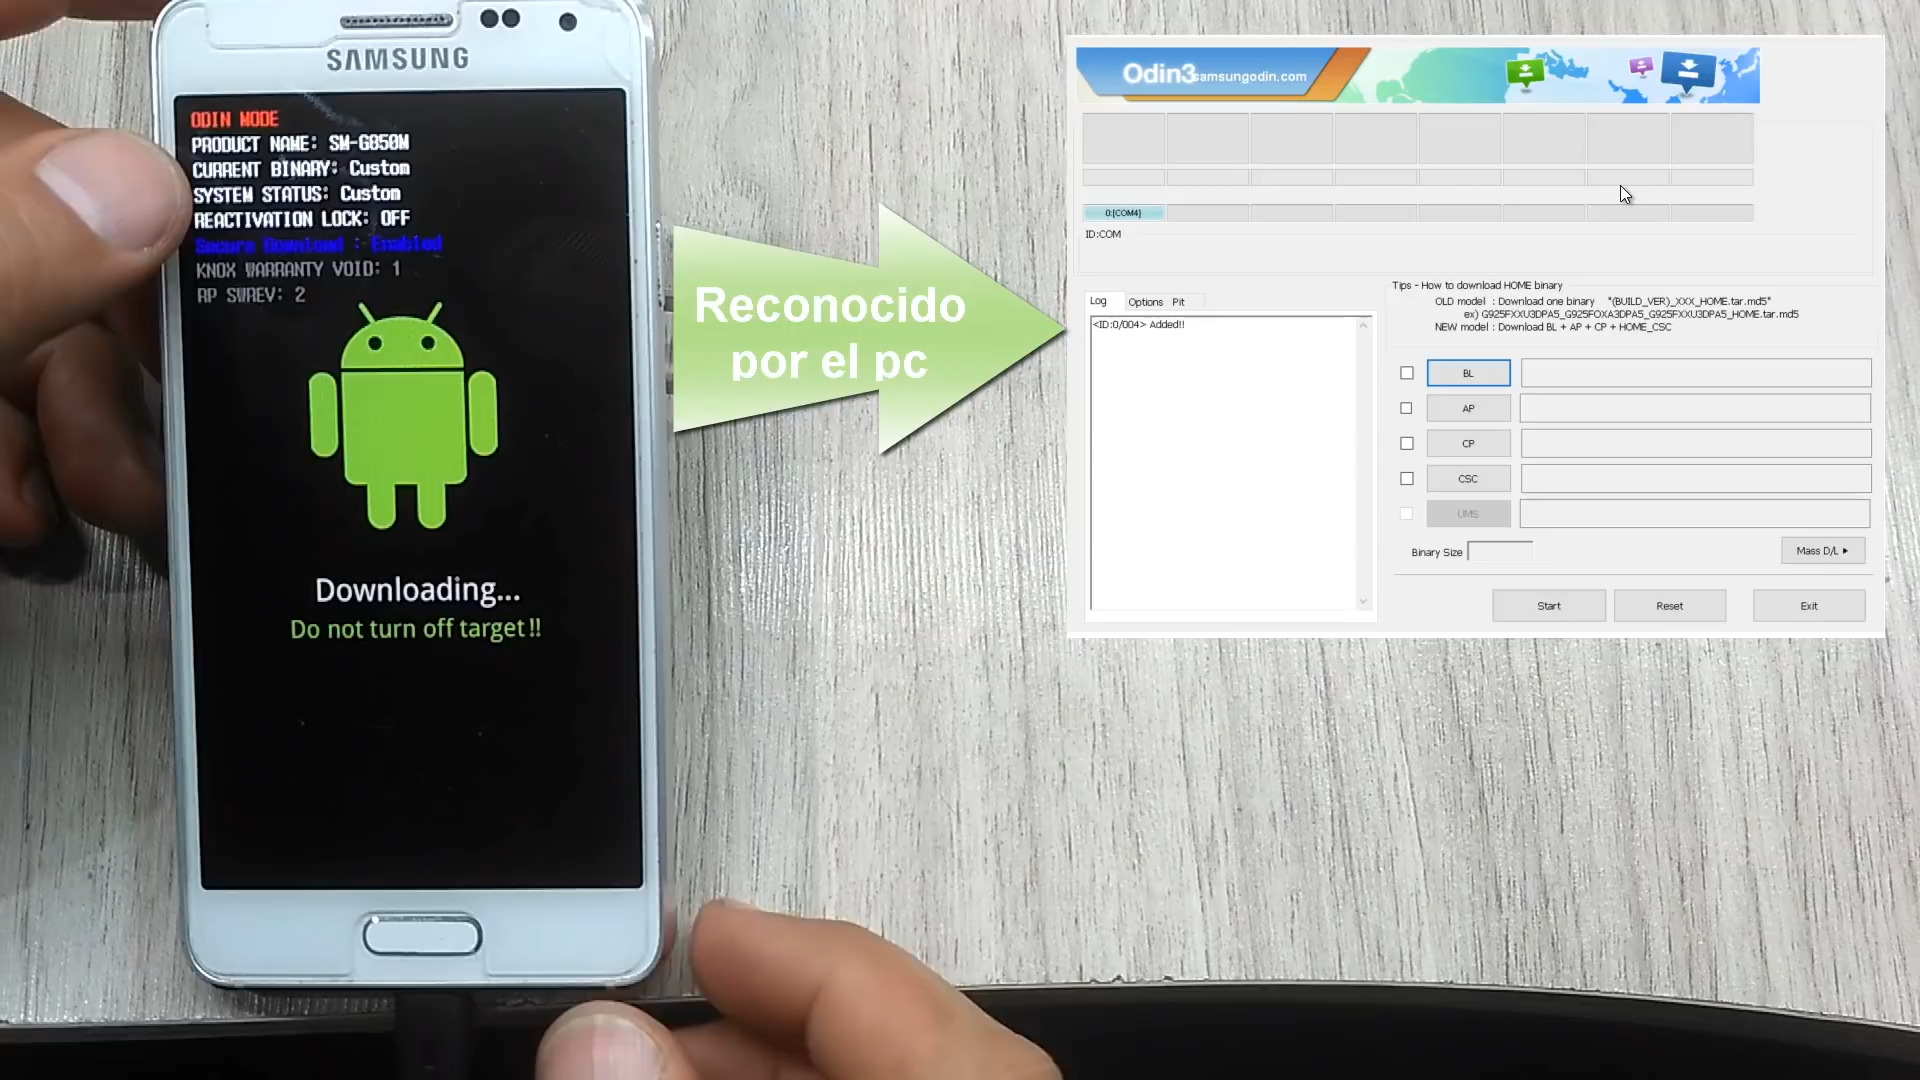 SAMSUNG
ODIN MODE
PRODUCT NAME: SM-G850M
CURRENT BINARY: Custom
SYSTEM STATUS: Custom
REACTIVATION LOCK: OFF
Secure Download : Enabled
KNOX WARRANTY VOID: 1
RP SWREV: 2
Downloading...
Do not turn off target!!
Reconocido
por el pc
Odin3
samsungodin.com
0:[COM4]
ID:COM
Log
Options
Pit
<ID:0/004> Added!!
Tips - How to download HOME binary
OLD model : Download one binary "(BUILD_VER)_XXX_HOME.tar.md5"
ex) G925FXXU3DPA5_G925FOXA3DPA5_G925FXXU3DPA5_HOME.tar.md5
NEW model : Download BL + AP + CP + HOME_CSC
BL
AP
CP
CSC
UMS
Binary Size
Mass D/L
Start
Reset
Exit